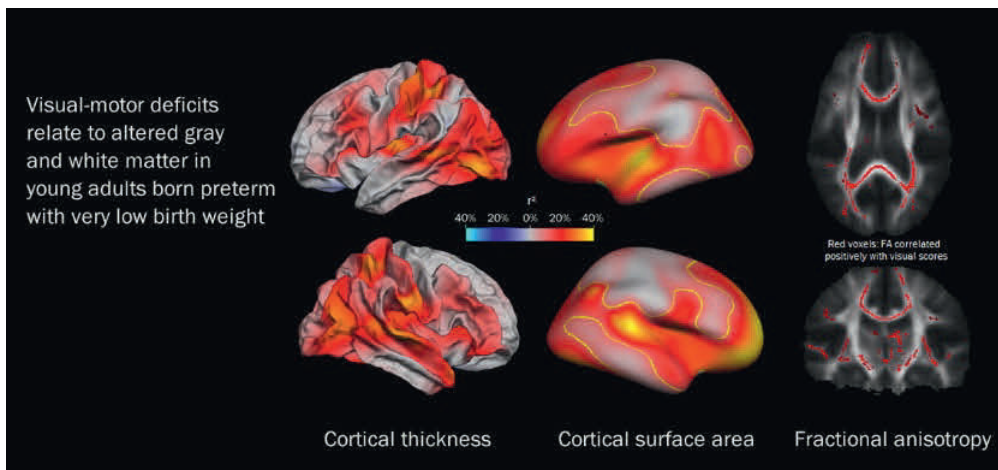 Visual-motor deficits
relate to altered gray
and white matter in
young adults born preterm
with very low birth weight
r²
40% 20% 0% 20% 40%
Red voxels: FA correlated
positively with visual scores
Cortical thickness
Cortical surface area
Fractional anisotropy